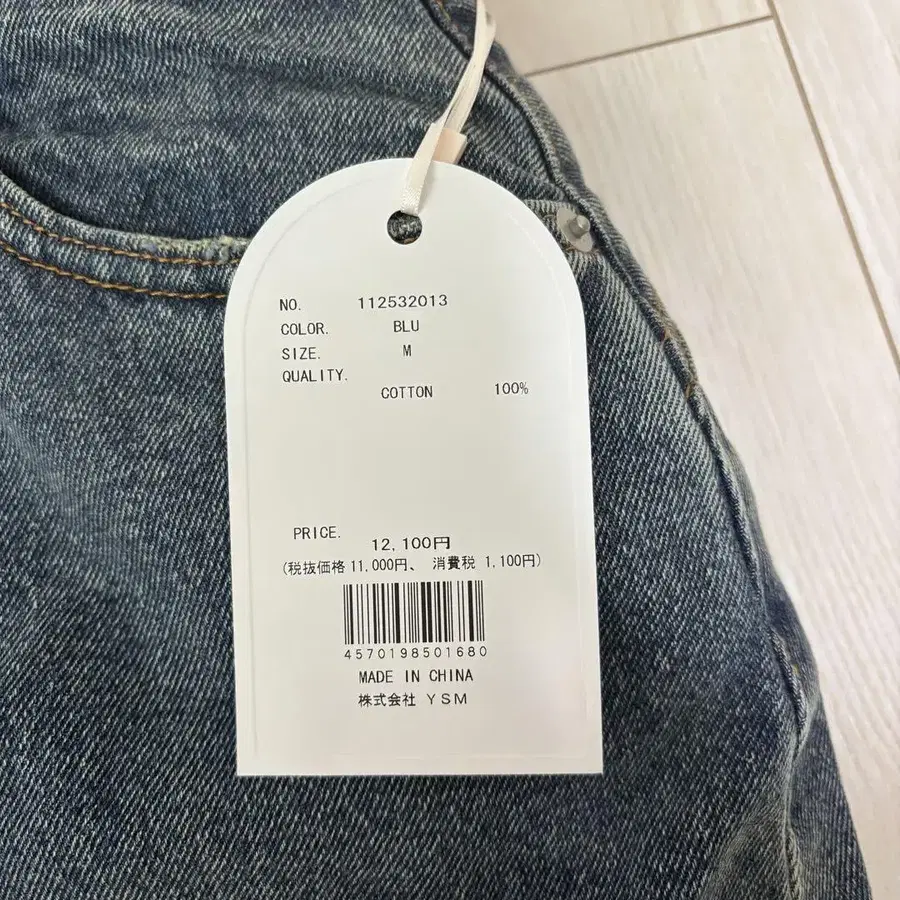 NO. 112532013
COLOR. BLU
SIZE. M
QUALITY.
COTTON 100%
PRICE.
12,100円
(税抜価格 11,000円、 消費税 1,100円)
4570198501680
MADE IN CHINA
株式会社 YSM